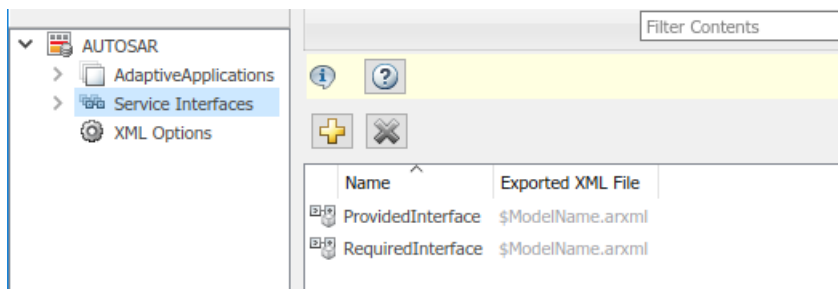 Filter Contents
AUTOSAR
AdaptiveApplications
Service Interfaces
XML Options
Name Exported XML File
ProvidedInterface $ModelName.arxml
RequiredInterface $ModelName.arxml